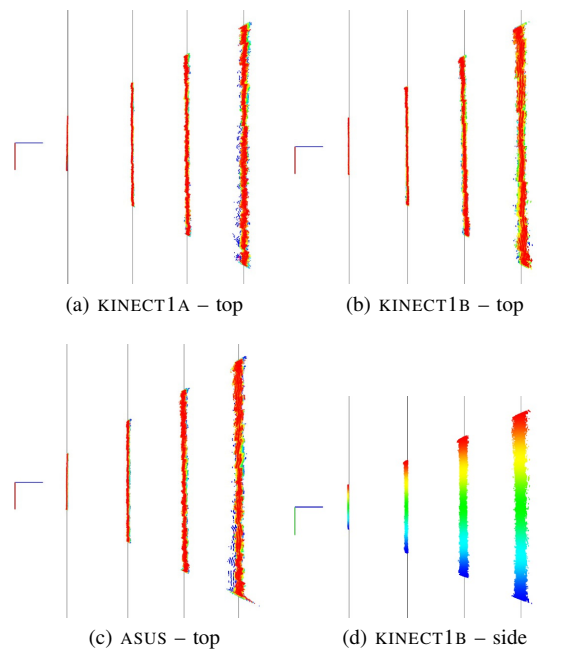 (a) KINECT1A – top
(b) KINECT1B – top
(c) ASUS – top
(d) KINECT1B – side